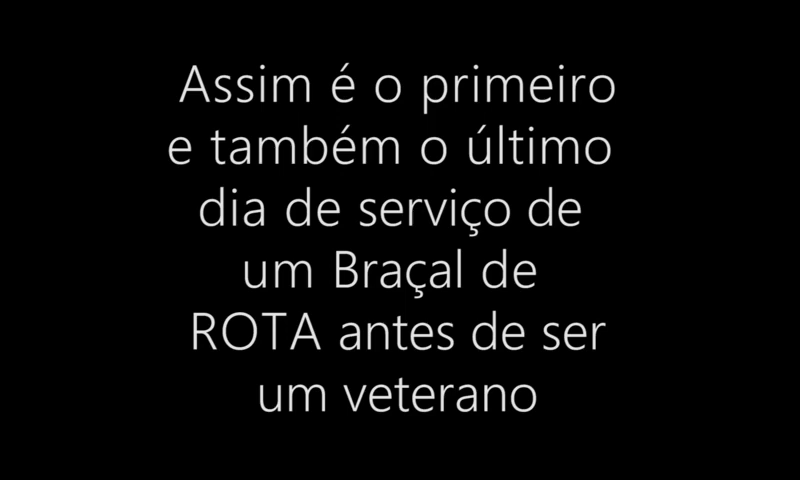 Assim é o primeiro
e também o último
dia de serviço de
um Braçal de
ROTA antes de ser
um veterano